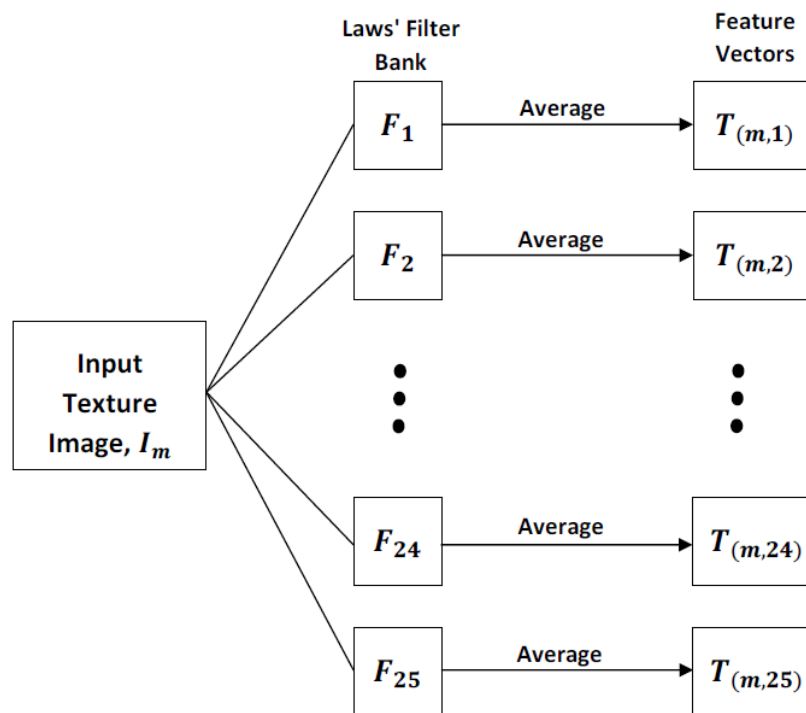 Laws' Filter
Bank
Feature
Vectors
F₁
Average
T₍ₘ,₁₎
F₂
Average
T₍ₘ,₂₎
Input
Texture
Image, Iₘ
F₂₄
Average
T₍ₘ,₂₄₎
F₂₅
Average
T₍ₘ,₂₅₎